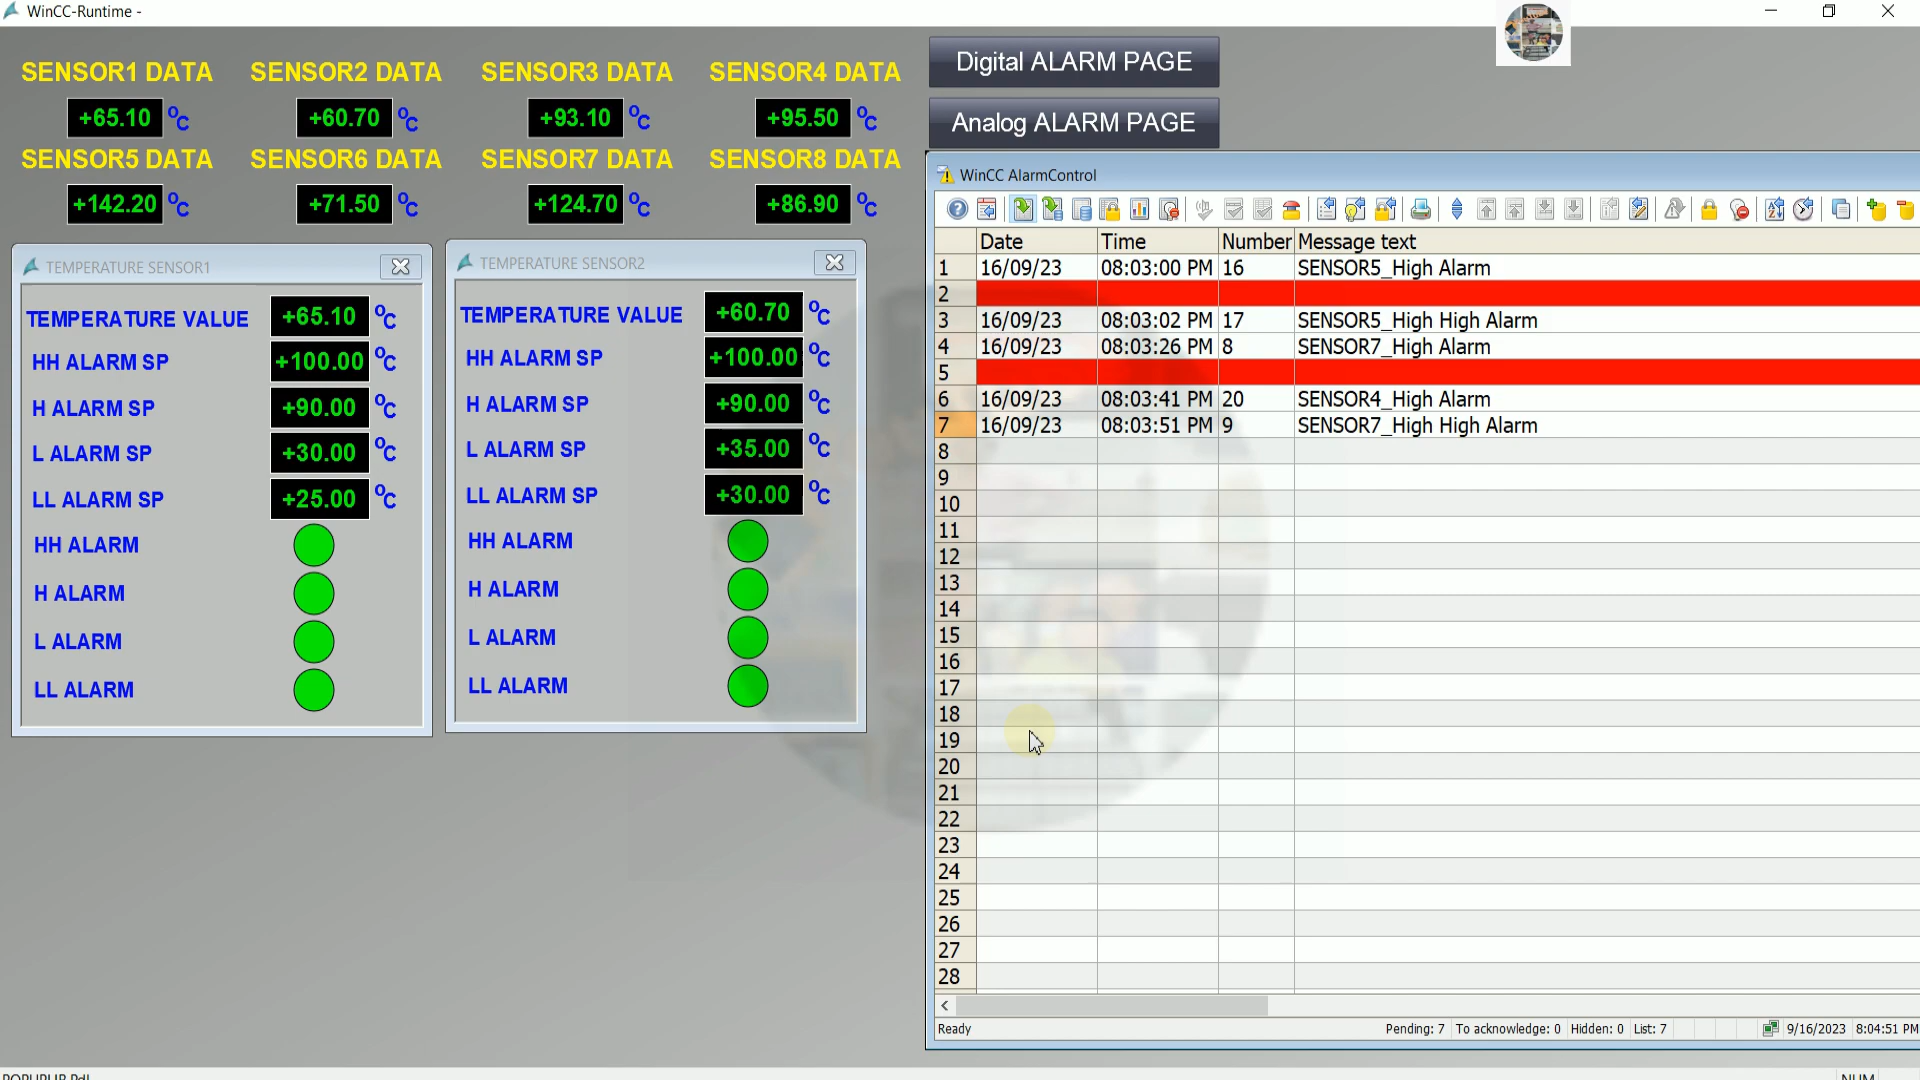 WinCC-Runtime -
SENSOR1 DATA SENSOR2 DATA SENSOR3 DATA SENSOR4 DATA
+65.10 °C +60.70 °C +93.10 °C +95.50 °C
SENSOR5 DATA SENSOR6 DATA SENSOR7 DATA SENSOR8 DATA
+142.20 °C +71.50 °C +124.70 °C +86.90 °C
Digital ALARM PAGE
Analog ALARM PAGE
TEMPERATURE SENSOR1
TEMPERATURE VALUE +65.10 °C
HH ALARM SP +100.00 °C
H ALARM SP +90.00 °C
L ALARM SP +30.00 °C
LL ALARM SP +25.00 °C
HH ALARM
H ALARM
L ALARM
LL ALARM
TEMPERATURE SENSOR2
TEMPERATURE VALUE +60.70 °C
HH ALARM SP +100.00 °C
H ALARM SP +90.00 °C
L ALARM SP +35.00 °C
LL ALARM SP +30.00 °C
HH ALARM
H ALARM
L ALARM
LL ALARM
WinCC AlarmControl
Date Time Number Message text
1 16/09/23 08:03:00 PM 16 SENSOR5_High Alarm
2
3 16/09/23 08:03:02 PM 17 SENSOR5_High High Alarm
4 16/09/23 08:03:26 PM 8 SENSOR7_High Alarm
5
6 16/09/23 08:03:41 PM 20 SENSOR4_High Alarm
7 16/09/23 08:03:51 PM 9 SENSOR7_High High Alarm
8
9
10
11
12
13
14
15
16
17
18
19
20
21
22
23
24
25
26
27
28
Ready Pending: 7 To acknowledge: 0 Hidden: 0 List: 7 9/16/2023 8:04:51 PM